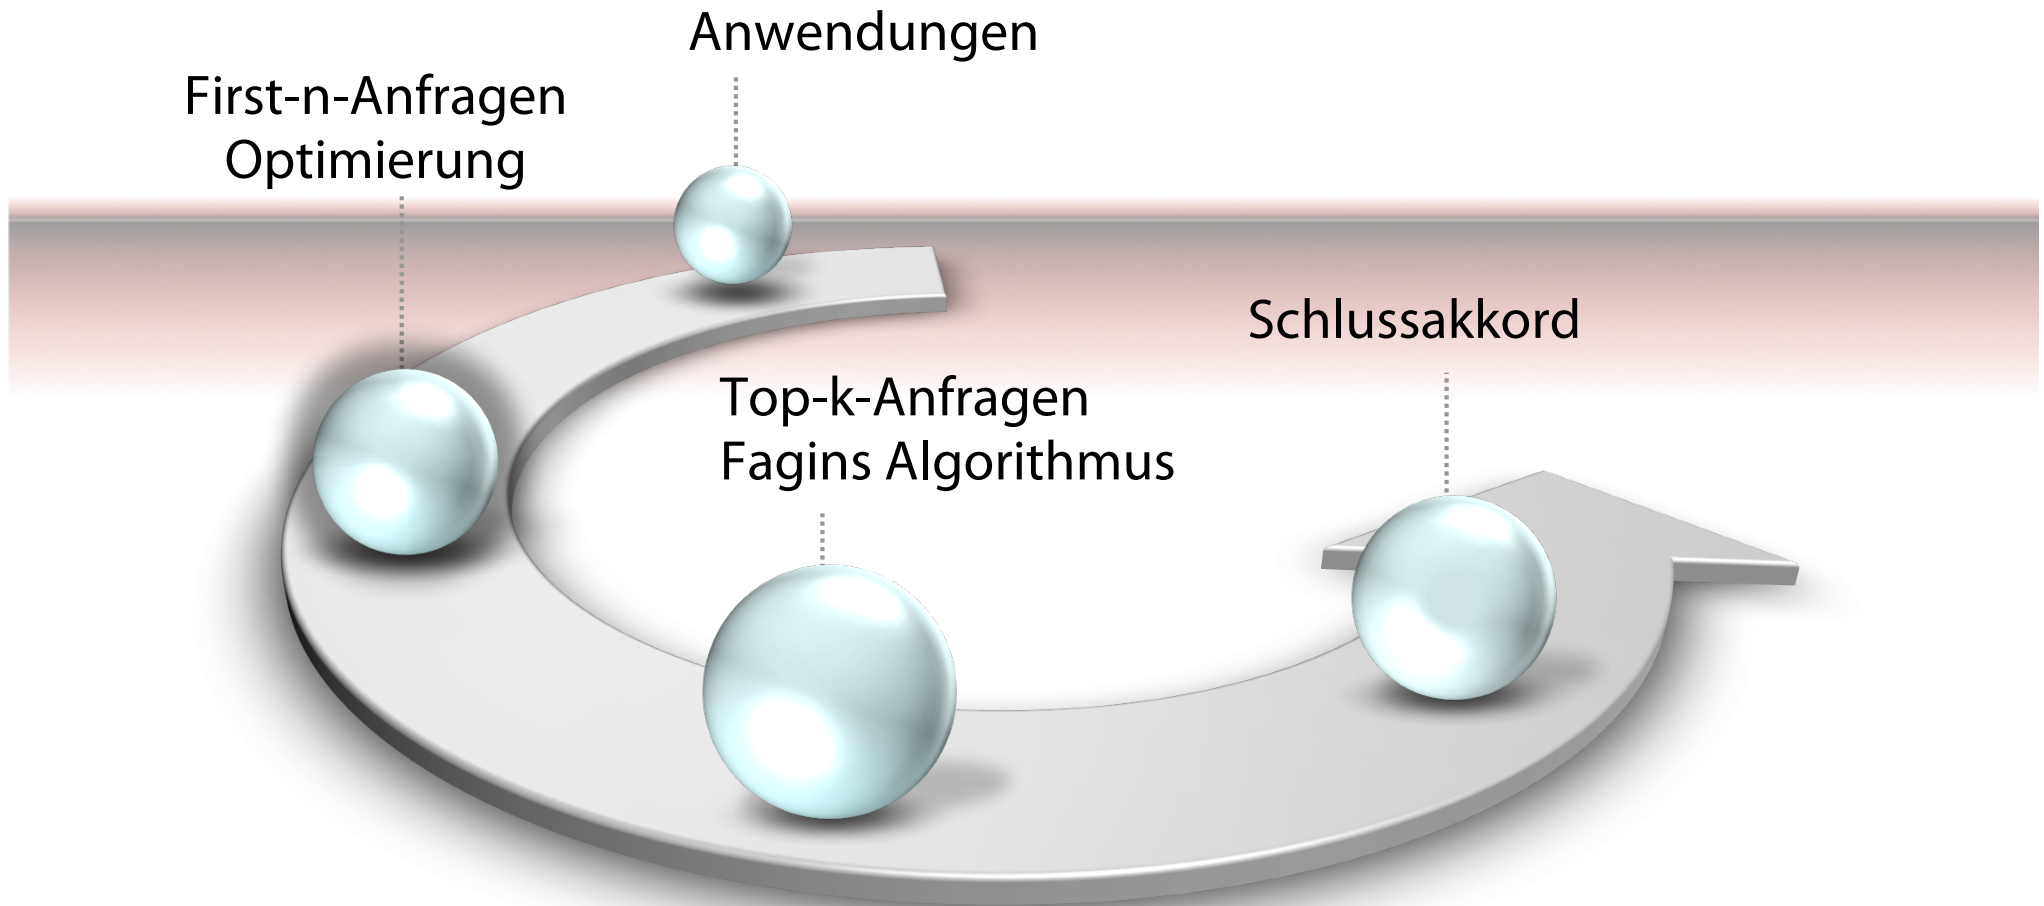 Anwendungen
First-n-Anfragen
Optimierung
Top-k-Anfragen
Fagins Algorithmus
Schlussakkord